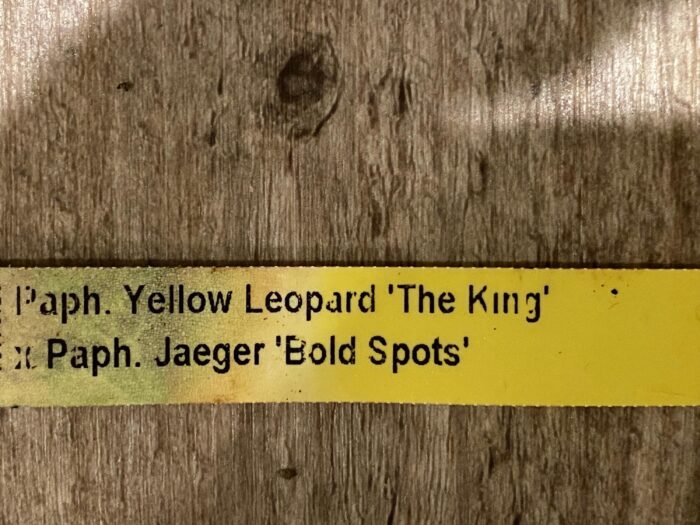 Paph. Yellow Leopard 'The King'
x Paph. Jaeger 'Bold Spots'